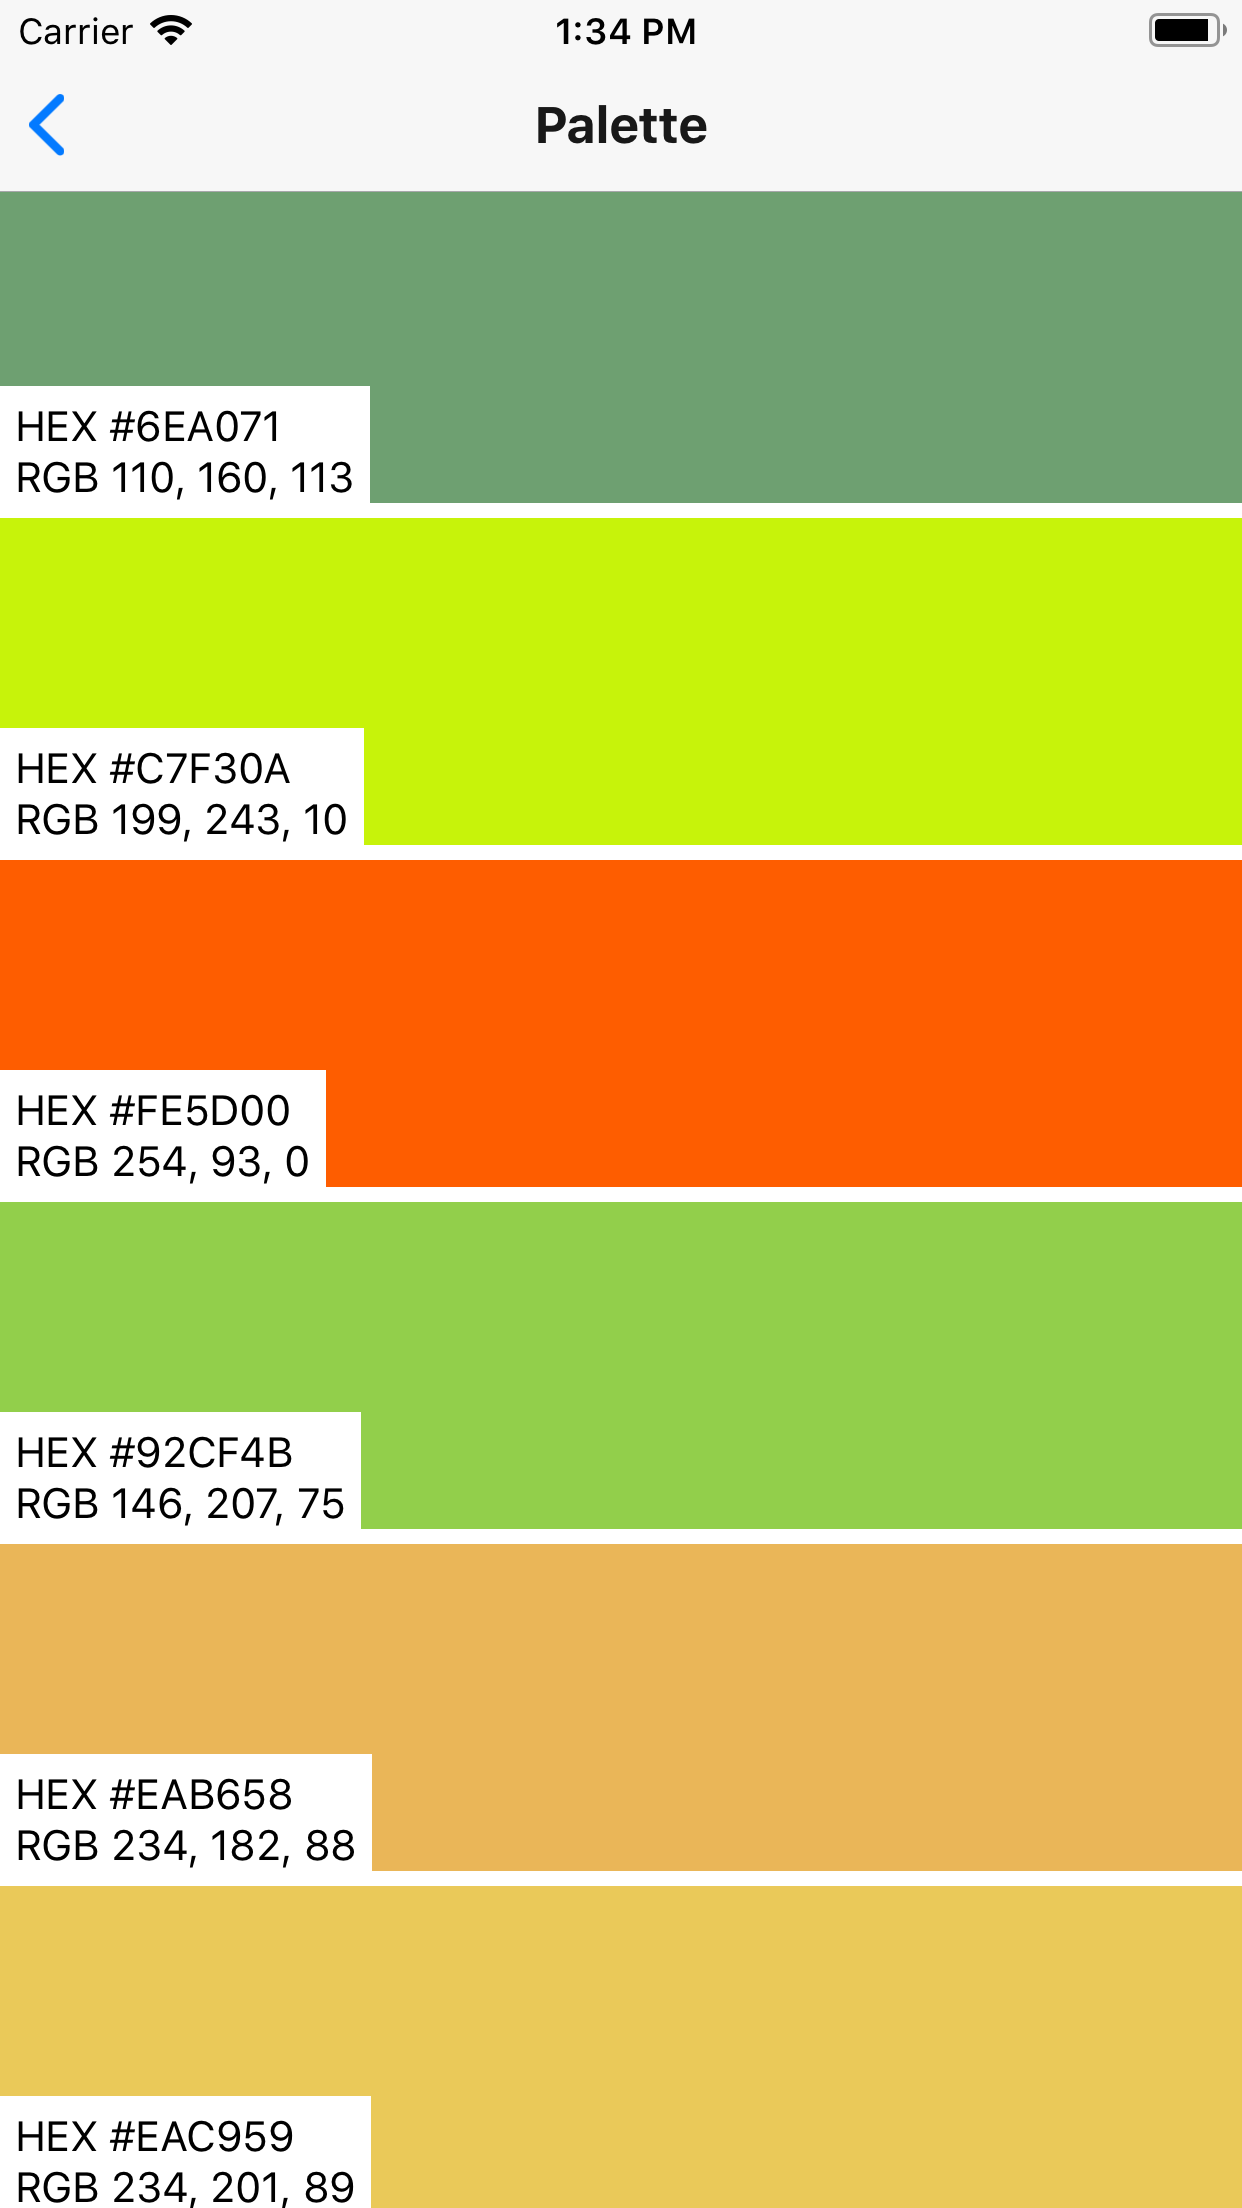 Carrier 1:34 PM
Palette
HEX #6EA071
RGB 110, 160, 113
HEX #C7F30A
RGB 199, 243, 10
HEX #FE5D00
RGB 254, 93, 0
HEX #92CF4B
RGB 146, 207, 75
HEX #EAB658
RGB 234, 182, 88
HEX #EAC959
RGB 234, 201, 89